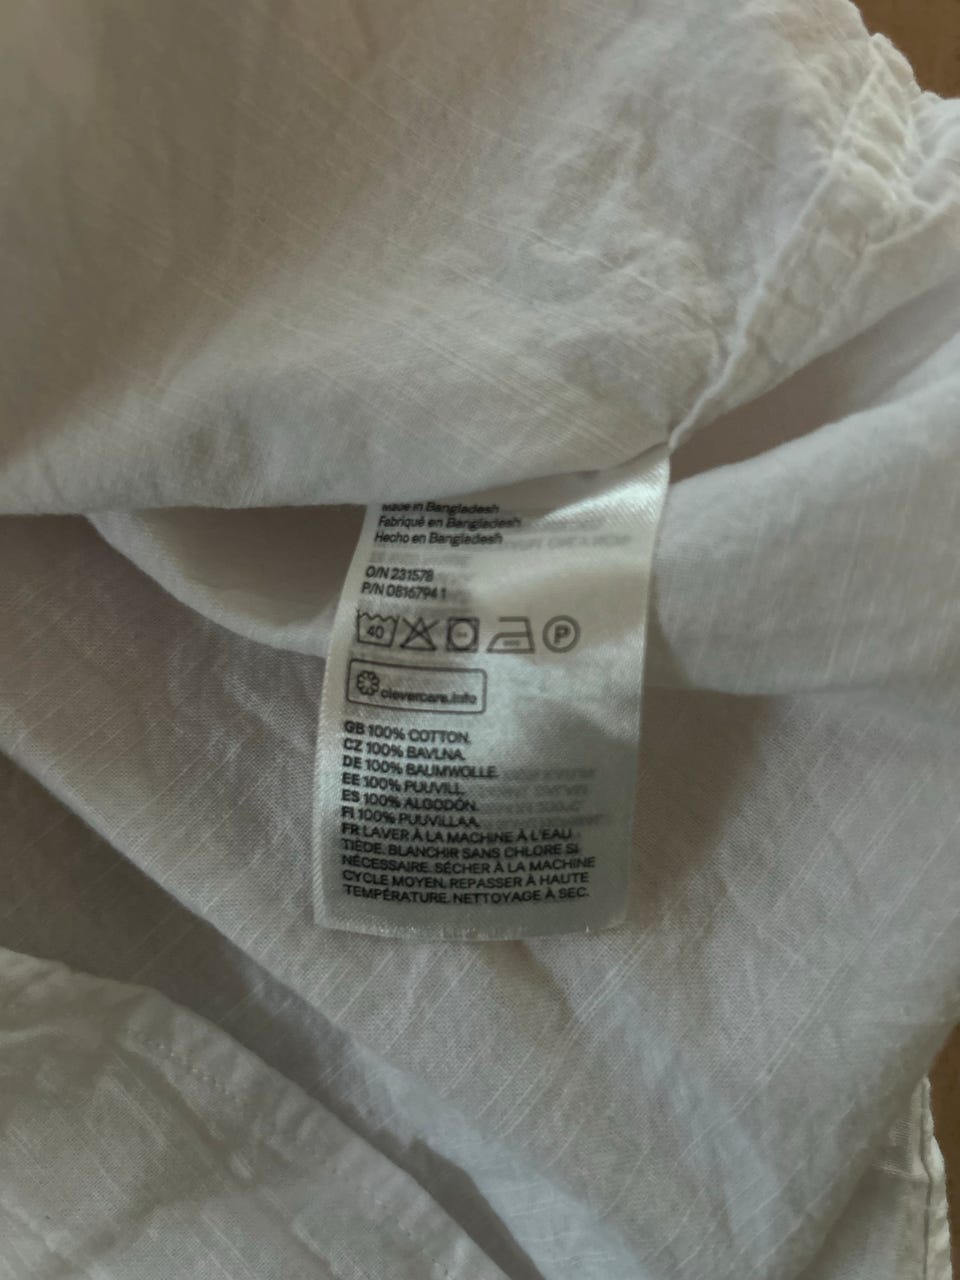 Made in Bangladesh
Fabriqué en Bangladesh
Hecho en Bangladesh
O/N 231578
P/N 0816794 1
40 P
clevercare.info
GB 100% COTTON.
CZ 100% BAVLNA.
DE 100% BAUMWOLLE.
EE 100% PUUVILL.
ES 100% ALGODÓN.
FI 100% PUUVILLAA.
FR LAVER À LA MACHINE À L'EAU
TIÈDE. BLANCHIR SANS CHLORE SI
NÉCESSAIRE. SÉCHER À LA MACHINE
CYCLE MOYEN. REPASSER À HAUTE
TEMPÉRATURE. NETTOYAGE À SEC.